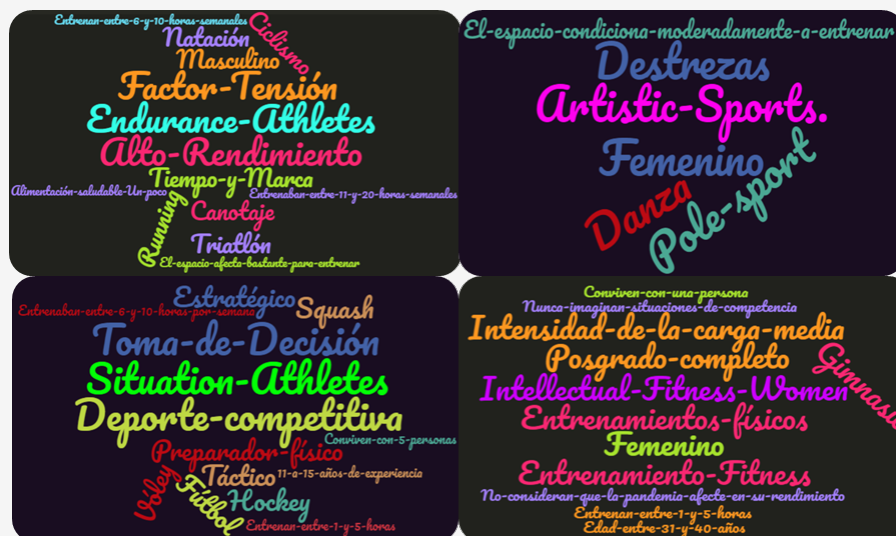 Entrenan-entre-6-y-10-horas-semanales
Ciclismo
Natación
Masculino
Factor-Tensión
Endurance-Athletes
Alto-Rendimiento
Tiempo-y-Marca
Alimentación-saludable-Un-poco
Entrenaban-entre-11-y-20-horas-semanales
Running
Canotaje
Triatlón
El-espacio-afecta-bastante-para-entrenar
El-espacio-condiciona-moderadamente-a-entrenar
Destrezas
Artistic-Sports.
Femenino
Danza
Pole-sport
Estratégico
Entrenaban-entre-6-y-10-horas-por-semana
Squash
Toma-de-Decisión
Situation-Athletes
Deporte-competitiva
Conviven-con-5-personas
Preparador-físico
Táctico
11-a-15-años-de-experiencia
Vóley
Fútbol
Hockey
Entrenan-entre-1-y-5-horas
Conviven-con-una-persona
Nunca-imaginan-situaciones-de-competencia
Intensidad-de-la-carga-media
Posgrado-completo
Intellectual-Fitness-Women
Entrenamientos-físicos
Femenino
Entrenamiento-Fitness
No-consideran-que-la-pandemia-afecte-en-su-rendimiento
Entrenan-entre-1-y-5-horas
Edad-entre-31-y-40-años